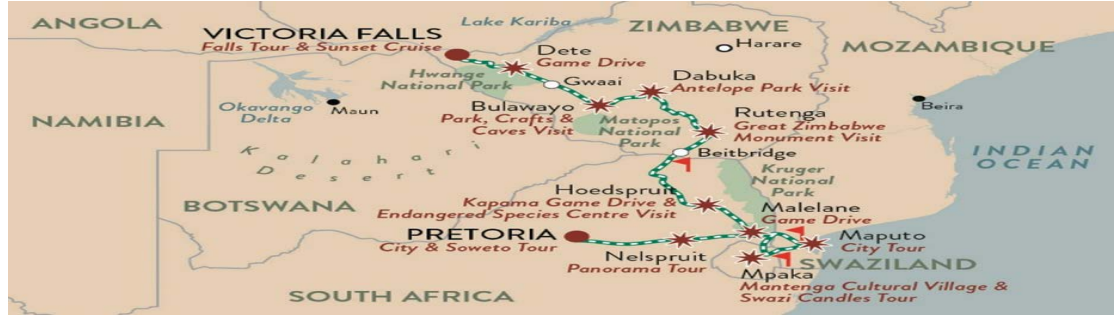 ANGOLA
Lake Kariba
ZIMBABWE
VICTORIA FALLS
Falls Tour & Sunset Cruise
Dete
Game Drive
Harare
MOZAMBIQUE
Hwange
National Park
Gwaai
Dabuka
Antelope Park Visit
Okavango
Delta
Maun
Bulawayo
Park, Crafts &
Caves Visit
Matopos
National
Park
Rutenga
Great Zimbabwe
Monument Visit
Beira
NAMIBIA
Kalahari
Desert
Beitbridge
INDIAN
OCEAN
Kruger
National
Park
BOTSWANA
Hoedspruit
Kapama Game Drive &
Endangered Species Centre Visit
Malelane
Game Drive
PRETORIA
City & Soweto Tour
Maputo
City Tour
Nelspruit
Panorama Tour
SWAZILAND
Mpaka
Mantenga Cultural Village &
Swazi Candles Tour
SOUTH AFRICA